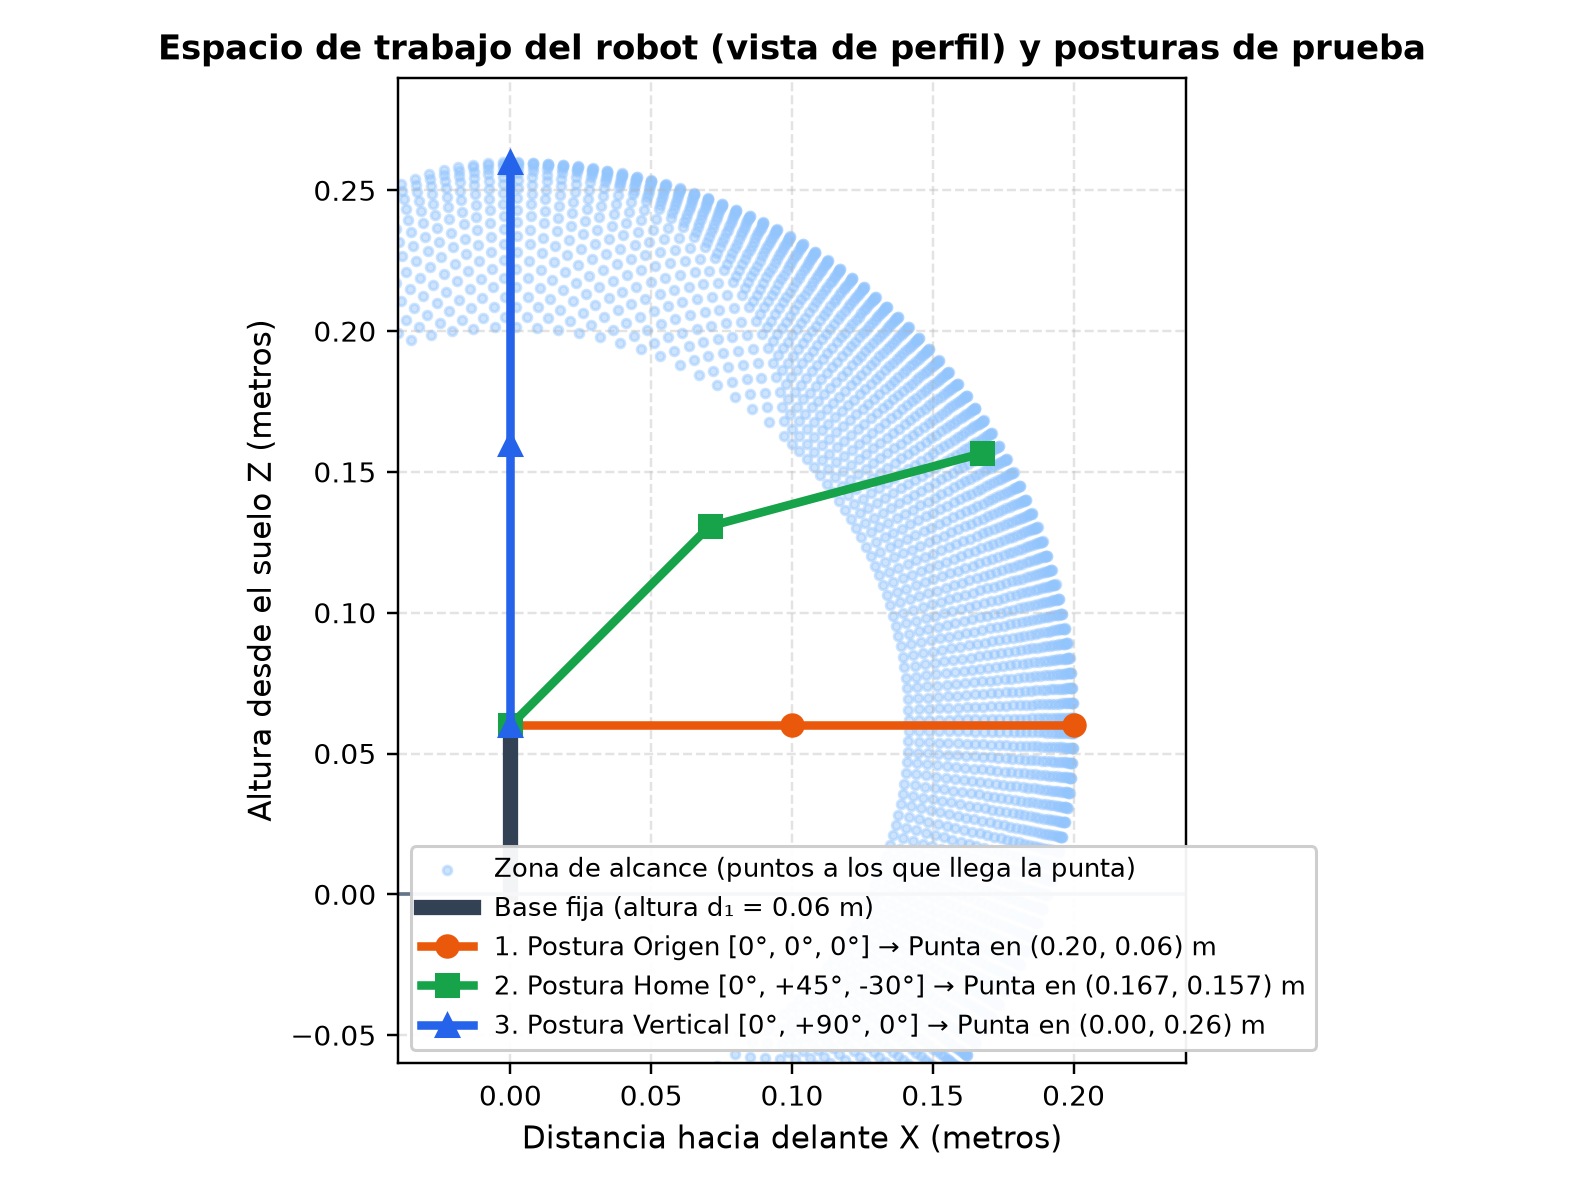 Espacio de trabajo del robot (vista de perfil) y posturas de prueba
Altura desde el suelo Z (metros)
0.25
0.20
0.15
0.10
0.05
0.00
−0.05
Zona de alcance (puntos a los que llega la punta)
Base fija (altura d₁ = 0.06 m)
1. Postura Origen [0°, 0°, 0°] → Punta en (0.20, 0.06) m
2. Postura Home [0°, +45°, -30°] → Punta en (0.167, 0.157) m
3. Postura Vertical [0°, +90°, 0°] → Punta en (0.00, 0.26) m
0.00 0.05 0.10 0.15 0.20
Distancia hacia delante X (metros)